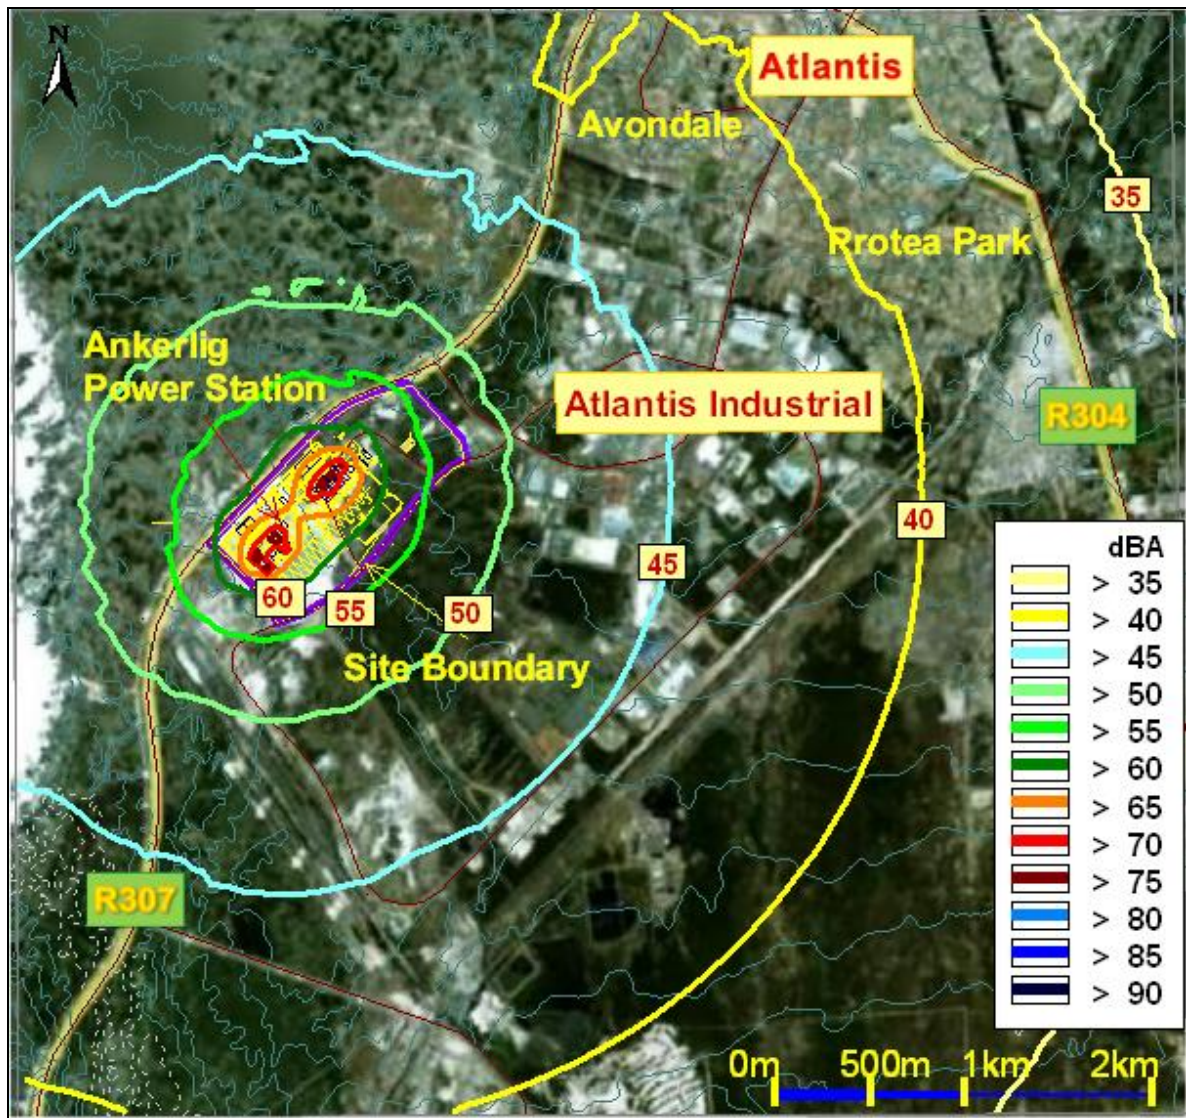 N
Atlantis
Avondale
35
Protea Park
Ankerlig
Power Station
Atlantis Industrial
R304
40
45
60
55
50
Site Boundary
R307
dBA
> 35
> 40
> 45
> 50
> 55
> 60
> 65
> 70
> 75
> 80
> 85
> 90
0m 500m 1km 2km